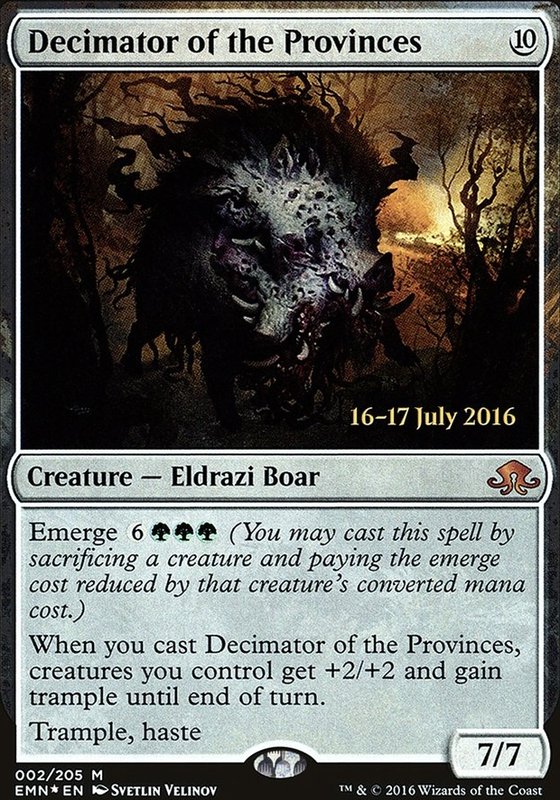 Decimator of the Provinces 10
16–17 July 2016
Creature — Eldrazi Boar
Emerge 6 (You may cast this spell by
sacrificing a creature and paying the emerge
cost reduced by that creature's converted mana
cost.)
When you cast Decimator of the Provinces,
creatures you control get +2/+2 and gain
trample until end of turn.
Trample, haste
7/7
002/205 M
EMN★EN Svetlin Velinov
™ & © 2016 Wizards of the Coast